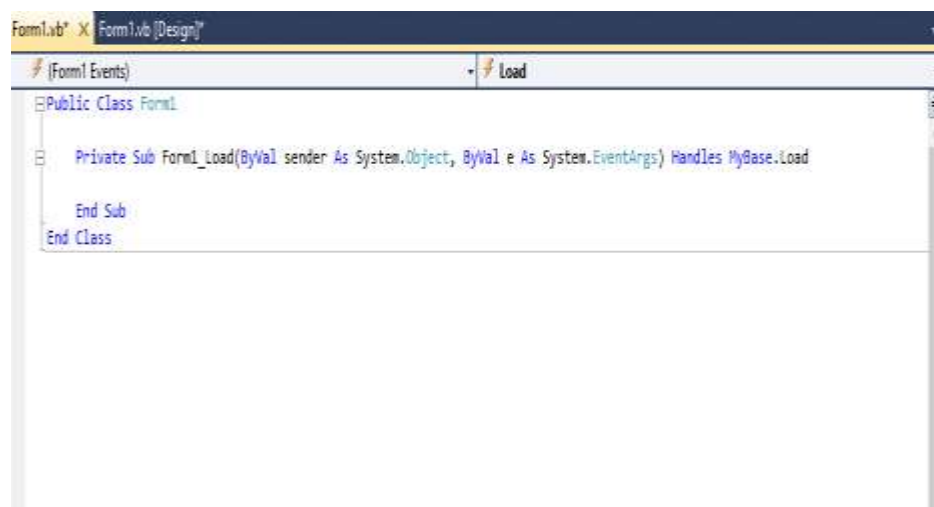 Form1.vb* X Form1.vb [Design]*
(Form1 Events) Load
Public Class Form1
Private Sub Form1_Load(ByVal sender As System.Object, ByVal e As System.EventArgs) Handles MyBase.Load
End Sub
End Class